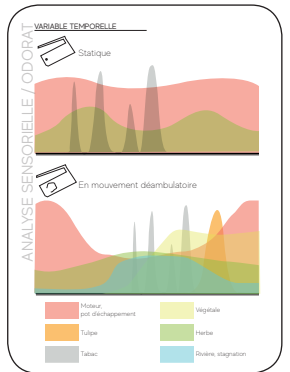 ANALYSE SENSORIELLE / ODORAT
VARIABLE TEMPORELLE
Statique
En mouvement déambulatoire
Moteur,
pot d'échappement
Végétale
Tulipe
Herbe
Tabac
Rivière, stagnation